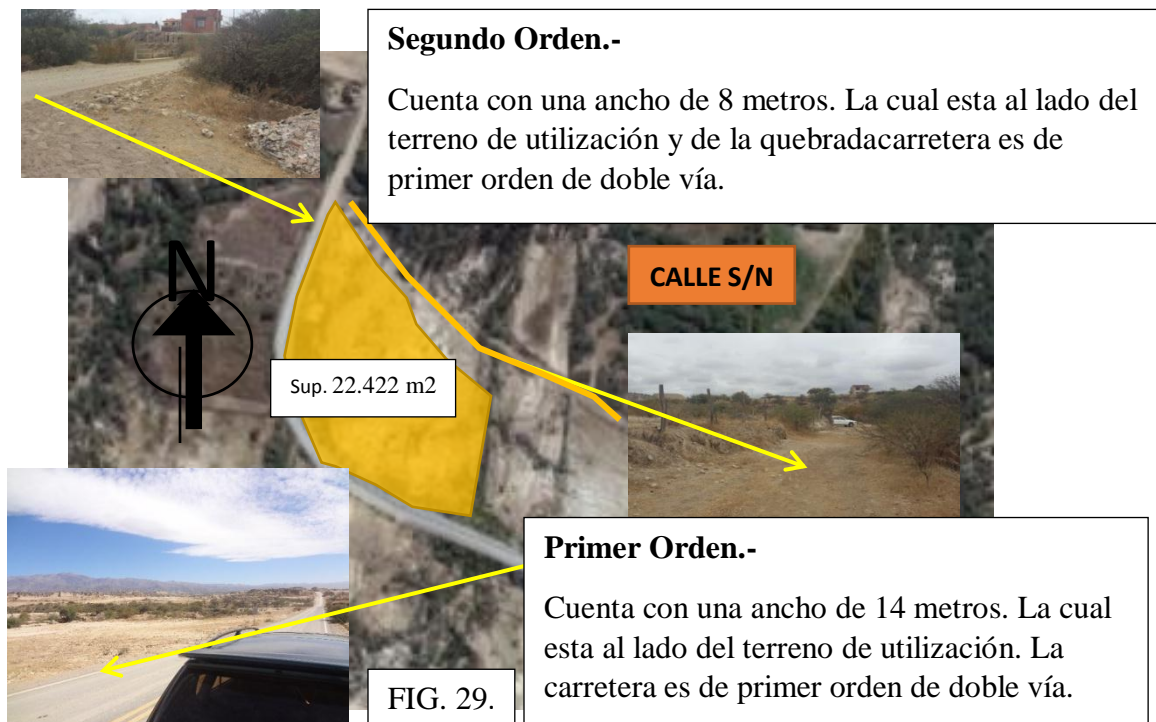 Segundo Orden.-
Cuenta con una ancho de 8 metros. La cual esta al lado del
terreno de utilización y de la quebradacarretera es de
primer orden de doble vía.
CALLE S/N
N
Sup. 22.422 m2
Primer Orden.-
Cuenta con una ancho de 14 metros. La cual
esta al lado del terreno de utilización. La
carretera es de primer orden de doble vía.
FIG. 29.